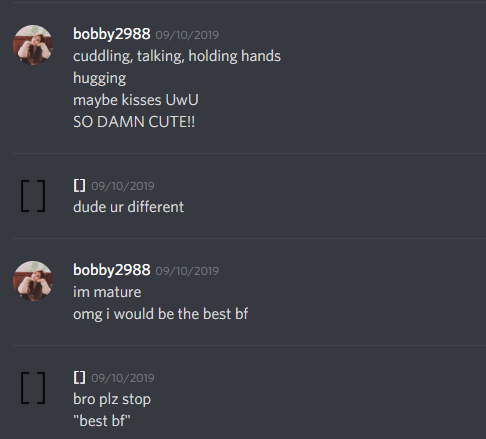 bobby2988 09/10/2019
cuddling, talking, holding hands
hugging
maybe kisses UwU
SO DAMN CUTE!!
[] 09/10/2019
dude ur different
bobby2988 09/10/2019
im mature
omg i would be the best bf
[] 09/10/2019
bro plz stop
"best bf"